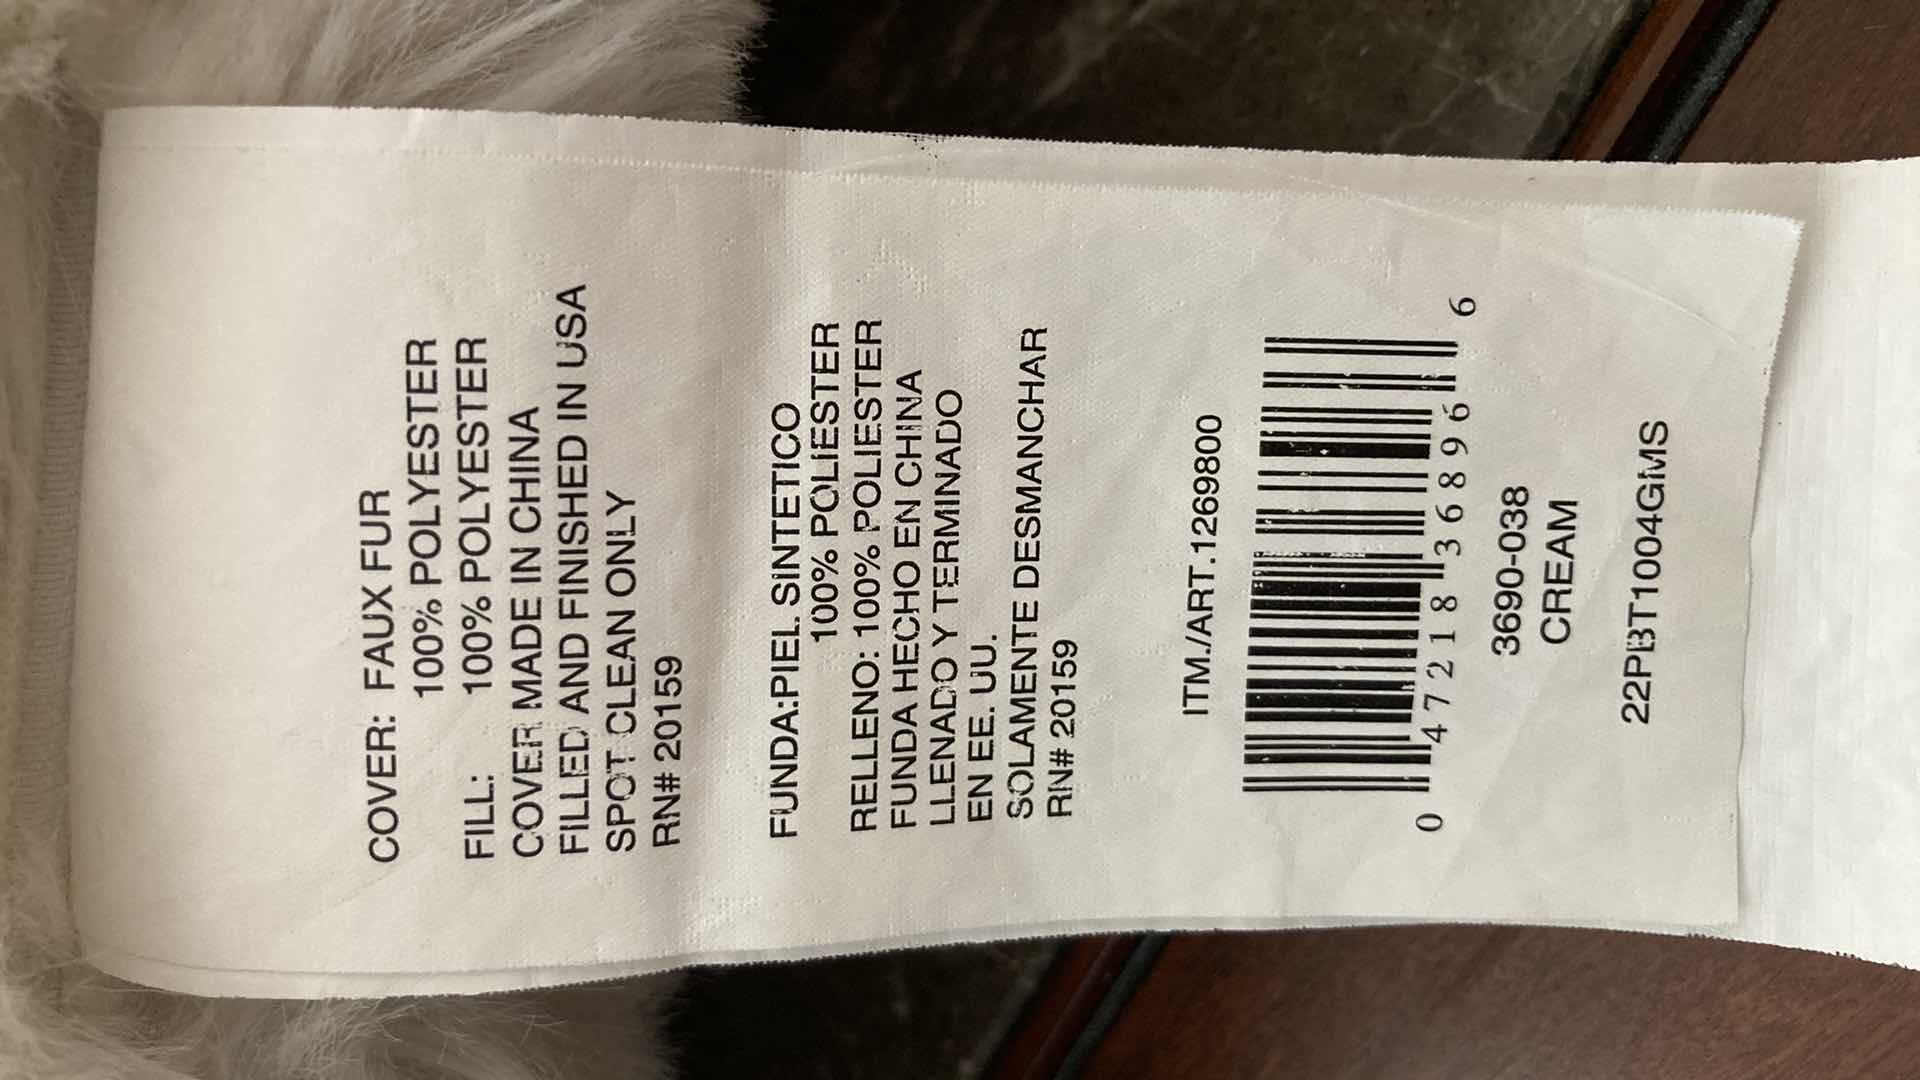 COVER: FAUX FUR
100% POLYESTER
FILL: 100% POLYESTER
COVER MADE IN CHINA
FILLED AND FINISHED IN USA
SPOT CLEAN ONLY
RN# 20159
FUNDA:PIEL SINTETICO
100% POLIESTER
RELLENO: 100% POLIESTER
FUNDA HECHO EN CHINA
LLENADO Y TERMINADO
EN EE. UU.
SOLAMENTE DESMANCHAR
RN# 20159
ITM./ART.1269800
0 47218 36896 6
3690-038
CREAM
22PBT1004GMS